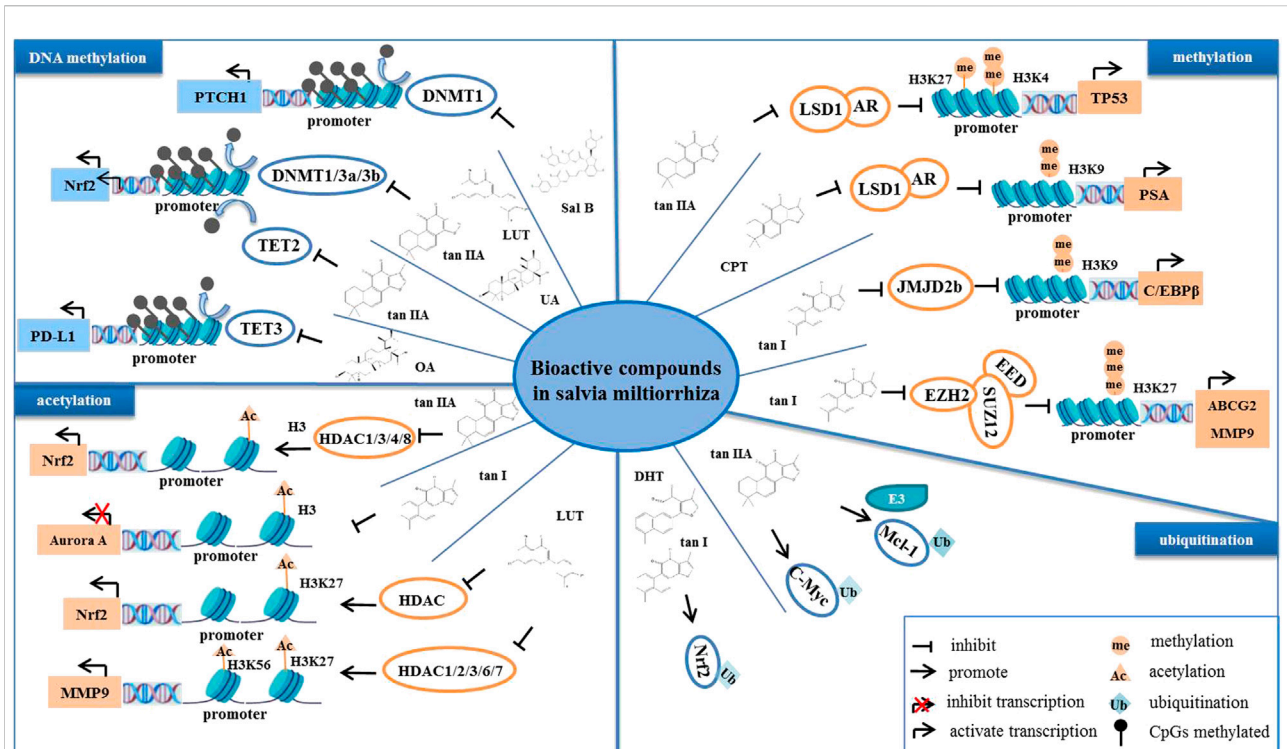 DNA methylation
PTCH1
promoter
DNMT1
Nrf2
promoter
DNMT1/3a/3b
TET2
PD-L1
promoter
TET3
Sal B
LUT
tan IIA
UA
tan IIA
OA
methylation
tan IIA
LSD1
AR
H3K27
me
me
me
H3K4
TP53
CPT
LSD1
AR
me
me
H3K9
PSA
tan I
JMJD2b
me
me
H3K9
C/EBPβ
tan I
EZH2
SUZ12
EED
me
me
me
H3K27
ABCG2
MMP9
Bioactive compounds
in salvia miltiorrhiza
acetylation
tan IIA
HDAC1/3/4/8
H3
Ac
Nrf2
promoter
tan I
Ac
H3
Aurora A
promoter
LUT
HDAC
Ac
H3K27
Nrf2
promoter
HDAC1/2/3/6/7
Ac
H3K56
Ac
H3K27
MMP9
promoter
ubiquitination
DHT
tan I
Nrf2
Ub
tan IIA
C-Myc
Ub
E3
Mcl-1
Ub
inhibit
promote
inhibit transcription
activate transcription
me
methylation
Ac
acetylation
Ub
ubiquitination
CpGs methylated